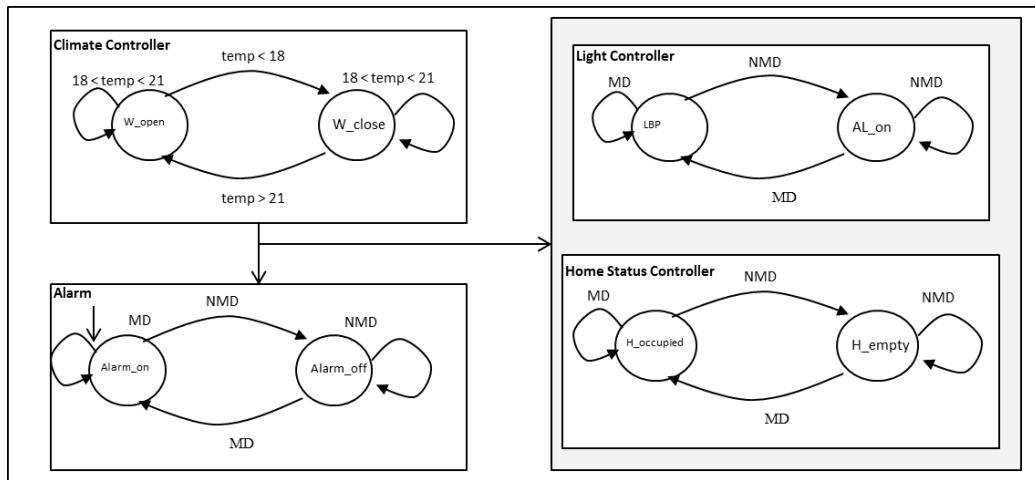 Climate Controller
temp < 18
18 < temp < 21
18 < temp < 21
W_open
W_close
temp > 21
Light Controller
NMD
MD
NMD
LBP
AL_on
MD
Alarm
NMD
MD
NMD
Alarm_on
Alarm_off
MD
Home Status Controller
NMD
MD
NMD
H_occupied
H_empty
MD